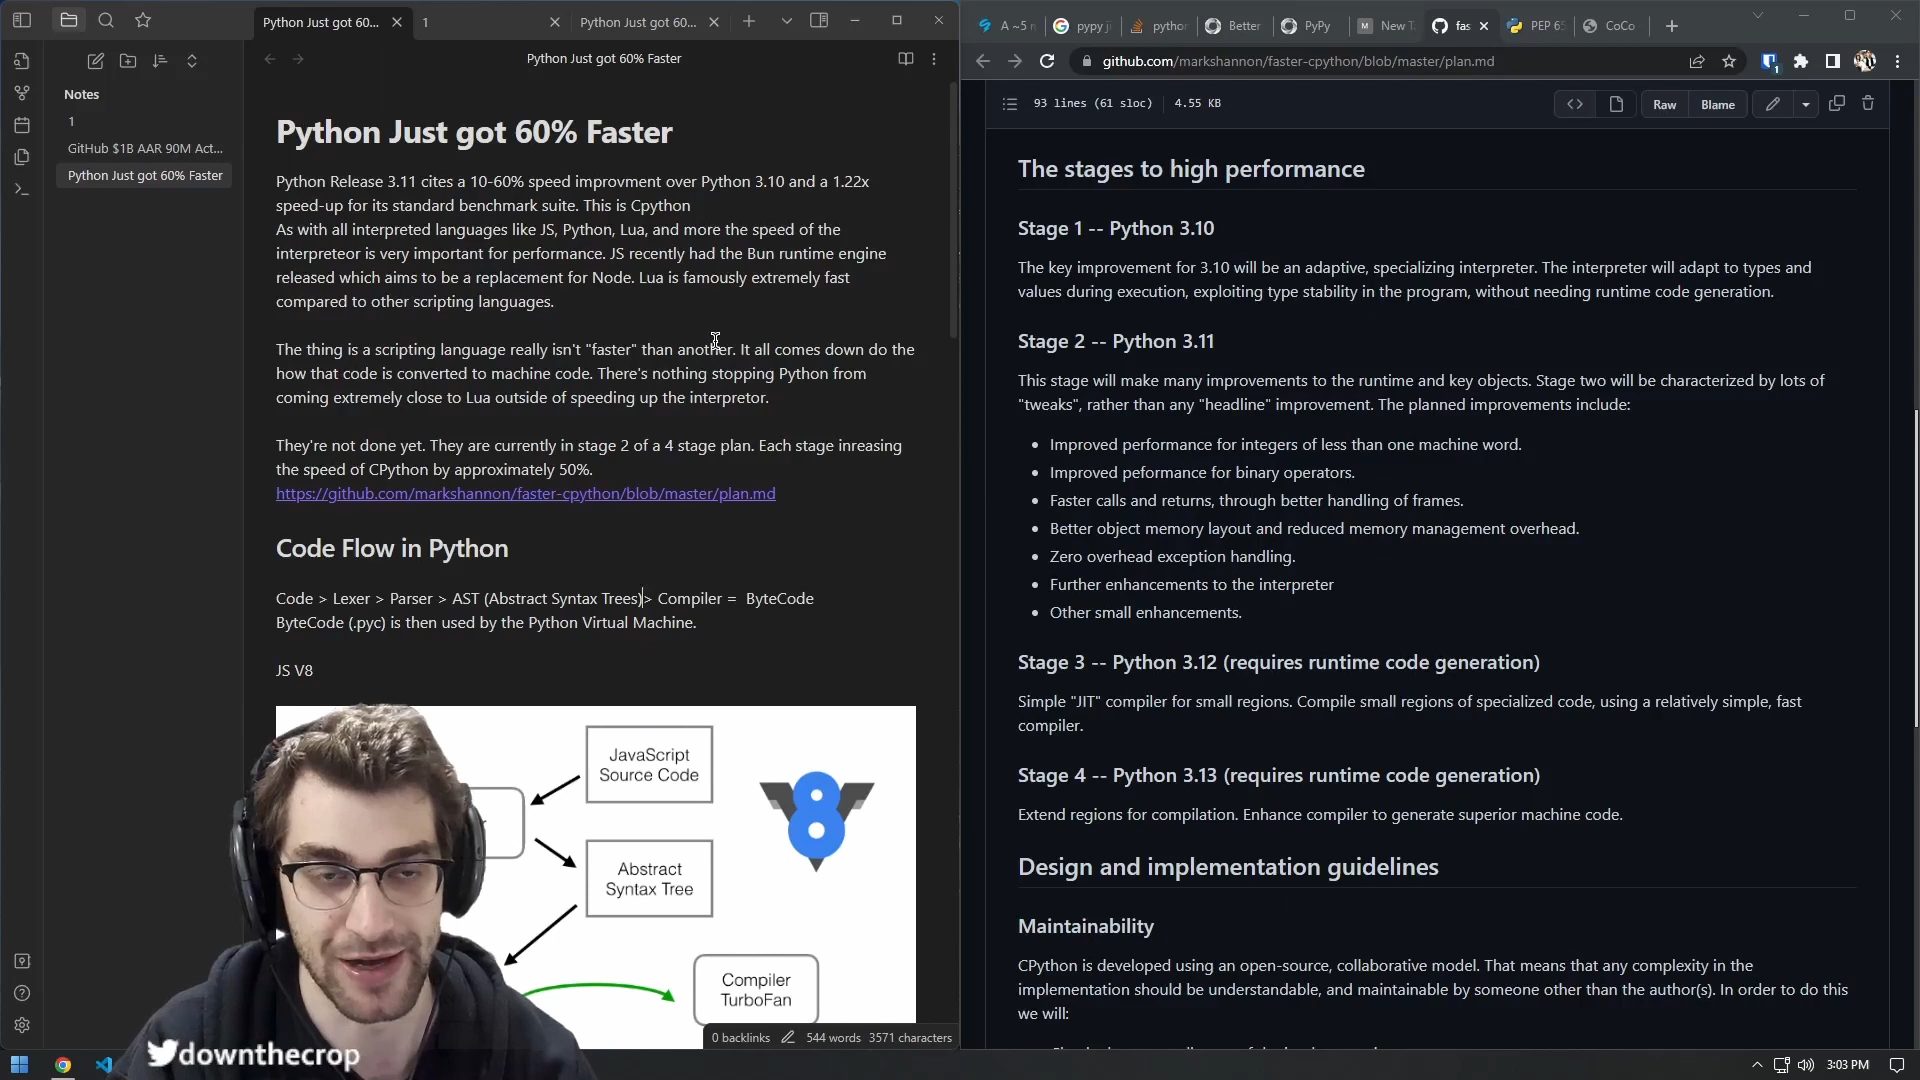 Python Just got 60%...
1
Python Just got 60...
Python Just got 60% Faster
Notes
1
GitHub $1B AAR 90M Act...
Python Just got 60% Faster
Python Just got 60% Faster
Python Release 3.11 cites a 10-60% speed improvment over Python 3.10 and a 1.22x
speed-up for its standard benchmark suite. This is Cpython
As with all interpreted languages like JS, Python, Lua, and more the speed of the
interpreteor is very important for performance. JS recently had the Bun runtime engine
released which aims to be a replacement for Node. Lua is famously extremely fast
compared to other scripting languages.
The thing is a scripting language really isn't "faster" than another. It all comes down do the
how that code is converted to machine code. There's nothing stopping Python from
coming extremely close to Lua outside of speeding up the interpretor.
They're not done yet. They are currently in stage 2 of a 4 stage plan. Each stage inreasing
the speed of CPython by approximately 50%.
https://github.com/markshannon/faster-cpython/blob/master/plan.md
Code Flow in Python
Code > Lexer > Parser > AST (Abstract Syntax Trees)> Compiler = ByteCode
ByteCode (.pyc) is then used by the Python Virtual Machine.
JS V8
JavaScript
Source Code
8
Abstract
Syntax Tree
Compiler
TurboFan
0 backlinks
544 words
3571 characters
downthecrop
A ~5
pypy ji
python
Better
PyPy
New T
fas
PEP 65
CoCo
github.com/markshannon/faster-cpython/blob/master/plan.md
1
93 lines (61 sloc)
4.55 KB
Raw
Blame
The stages to high performance
Stage 1 -- Python 3.10
The key improvement for 3.10 will be an adaptive, specializing interpreter. The interpreter will adapt to types and
values during execution, exploiting type stability in the program, without needing runtime code generation.
Stage 2 -- Python 3.11
This stage will make many improvements to the runtime and key objects. Stage two will be characterized by lots of
"tweaks", rather than any "headline" improvement. The planned improvements include:
• Improved performance for integers of less than one machine word.
• Improved peformance for binary operators.
• Faster calls and returns, through better handling of frames.
• Better object memory layout and reduced memory management overhead.
• Zero overhead exception handling.
• Further enhancements to the interpreter
• Other small enhancements.
Stage 3 -- Python 3.12 (requires runtime code generation)
Simple "JIT" compiler for small regions. Compile small regions of specialized code, using a relatively simple, fast
compiler.
Stage 4 -- Python 3.13 (requires runtime code generation)
Extend regions for compilation. Enhance compiler to generate superior machine code.
Design and implementation guidelines
Maintainability
CPython is developed using an open-source, collaborative model. That means that any complexity in the
implementation should be understandable, and maintainable by someone other than the author(s). In order to do this
we will:
3:03 PM